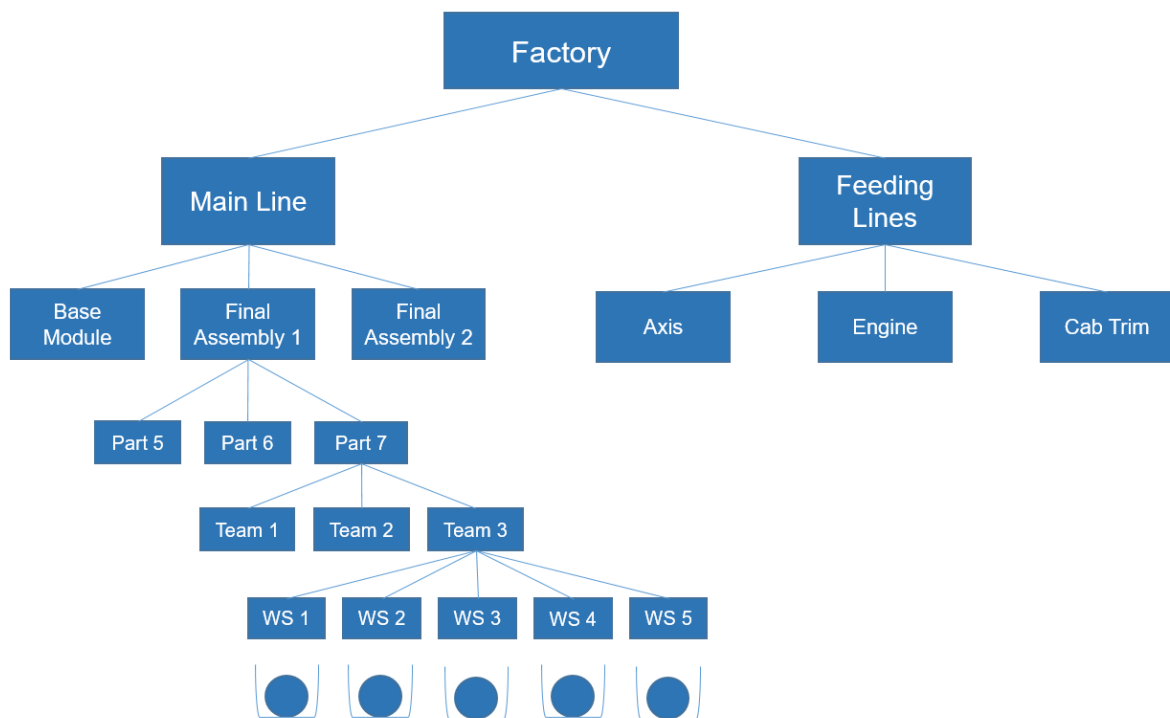 Factory
Main Line
Feeding
Lines
Base
Module
Final
Assembly 1
Final
Assembly 2
Axis
Engine
Cab Trim
Part 5
Part 6
Part 7
Team 1
Team 2
Team 3
WS 1
WS 2
WS 3
WS 4
WS 5